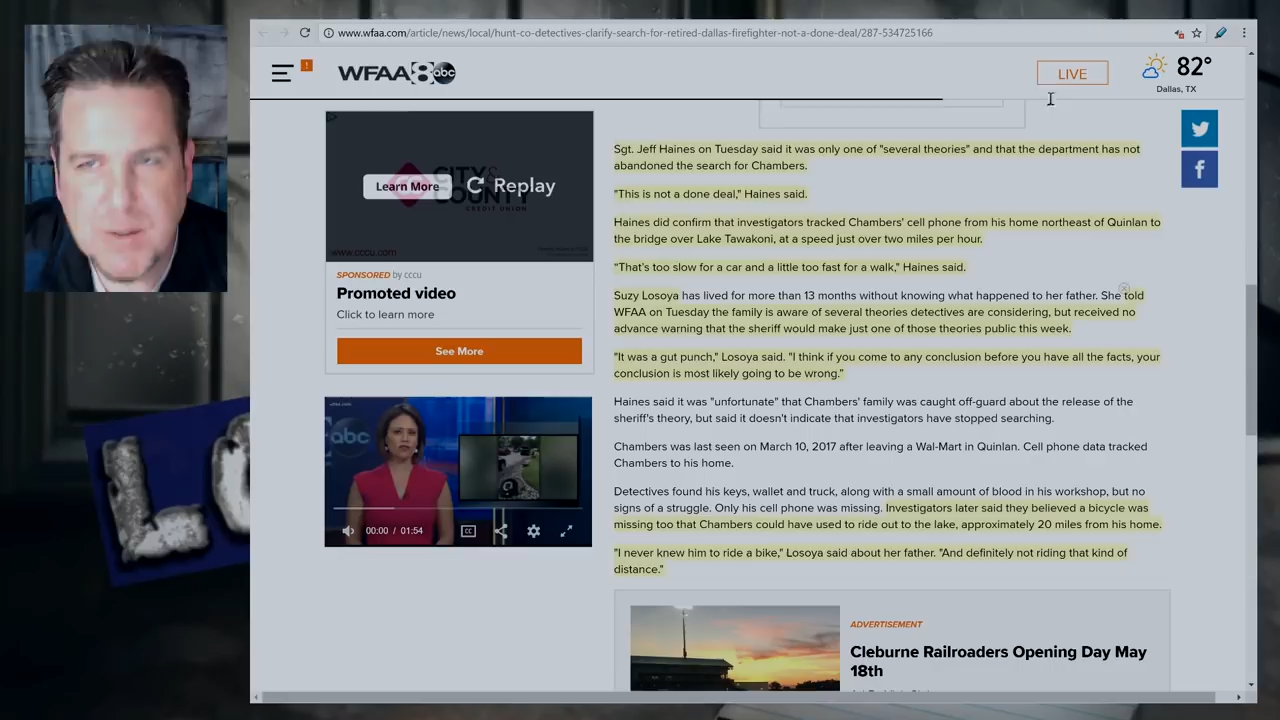 www.wfaa.com/article/news/local/hunt-co-detectives-clarify-search-for-retired-dallas-firefighter-not-a-done-deal/287-534725166
!
WFAA 8 abc
LIVE
82°
Dallas, TX
Learn More
Replay
CITY &
COUNTY
CREDIT UNION
www.cccu.com
SPONSORED by cccu
Promoted video
Click to learn more
See More
wfaa.com
abc
00:00 / 01:54
CC
Sgt. Jeff Haines on Tuesday said it was only one of "several theories" and that the department has not
abandoned the search for Chambers.
"This is not a done deal," Haines said.
Haines did confirm that investigators tracked Chambers' cell phone from his home northeast of Quinlan to
the bridge over Lake Tawakoni, at a speed just over two miles per hour.
"That's too slow for a car and a little too fast for a walk," Haines said.
Suzy Losoya has lived for more than 13 months without knowing what happened to her father. She told
WFAA on Tuesday the family is aware of several theories detectives are considering, but received no
advance warning that the sheriff would make just one of those theories public this week.
"It was a gut punch," Losoya said. "I think if you come to any conclusion before you have all the facts, your
conclusion is most likely going to be wrong."
Haines said it was "unfortunate" that Chambers' family was caught off-guard about the release of the
sheriff's theory, but said it doesn't indicate that investigators have stopped searching.
Chambers was last seen on March 10, 2017 after leaving a Wal-Mart in Quinlan. Cell phone data tracked
Chambers to his home.
Detectives found his keys, wallet and truck, along with a small amount of blood in his workshop, but no
signs of a struggle. Only his cell phone was missing. Investigators later said they believed a bicycle was
missing too that Chambers could have used to ride out to the lake, approximately 20 miles from his home.
"I never knew him to ride a bike," Losoya said about her father. "And definitely not riding that kind of
distance."
ADVERTISEMENT
Cleburne Railroaders Opening Day May
18th
LO